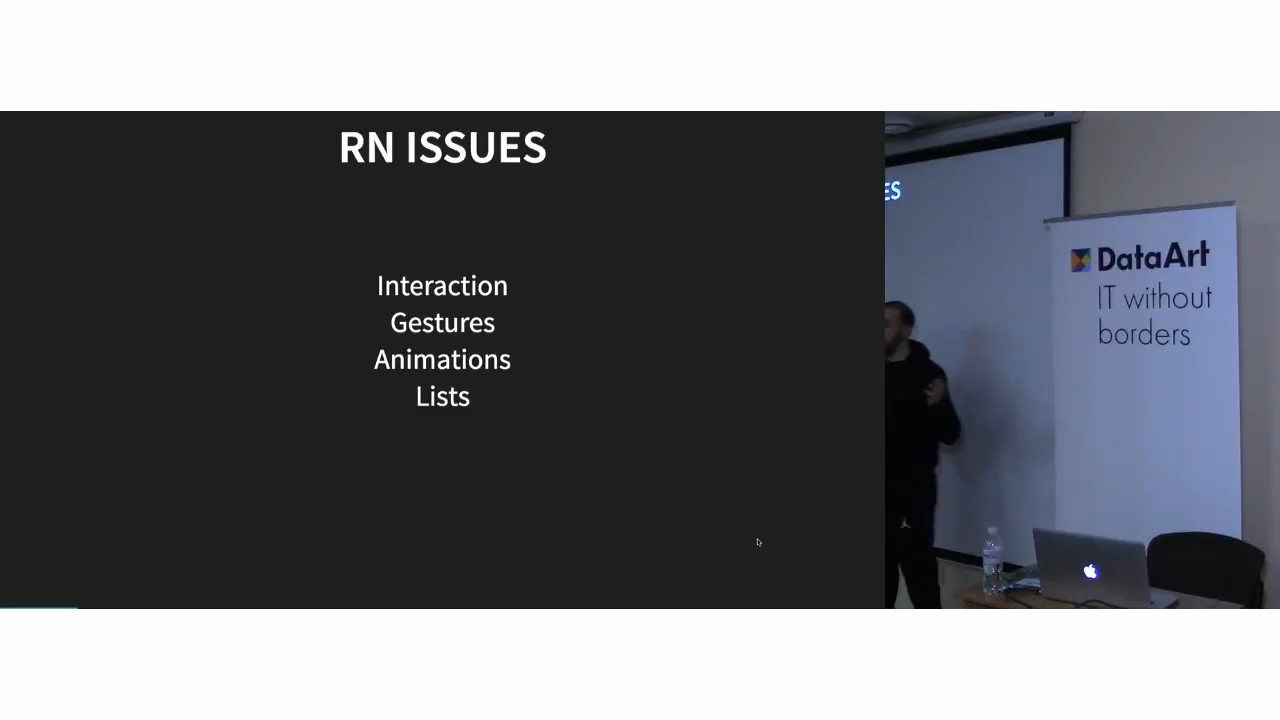 RN ISSUES
Interaction
Gestures
Animations
Lists
ES
DataArt
IT without
borders